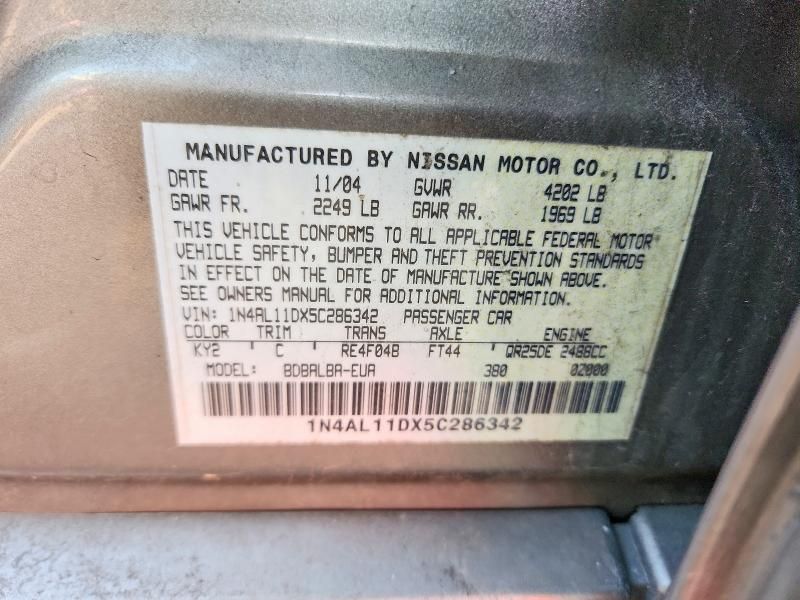 MANUFACTURED BY NISSAN MOTOR CO., LTD.
DATE 11/04 GVWR 4202 LB
GAWR FR. 2249 LB GAWR RR. 1969 LB
THIS VEHICLE CONFORMS TO ALL APPLICABLE FEDERAL MOTOR
VEHICLE SAFETY, BUMPER AND THEFT PREVENTION STANDARDS
IN EFFECT ON THE DATE OF MANUFACTURE SHOWN ABOVE.
SEE OWNERS MANUAL FOR ADDITIONAL INFORMATION.
VIN: 1N4AL11DX5C286342 PASSENGER CAR
COLOR TRIM TRANS AXLE ENGINE
KY2 C RE4F04B FT44 QR25DE 2488CC
MODEL: BDBALBA-EUA 380 02000
1N4AL11DX5C286342